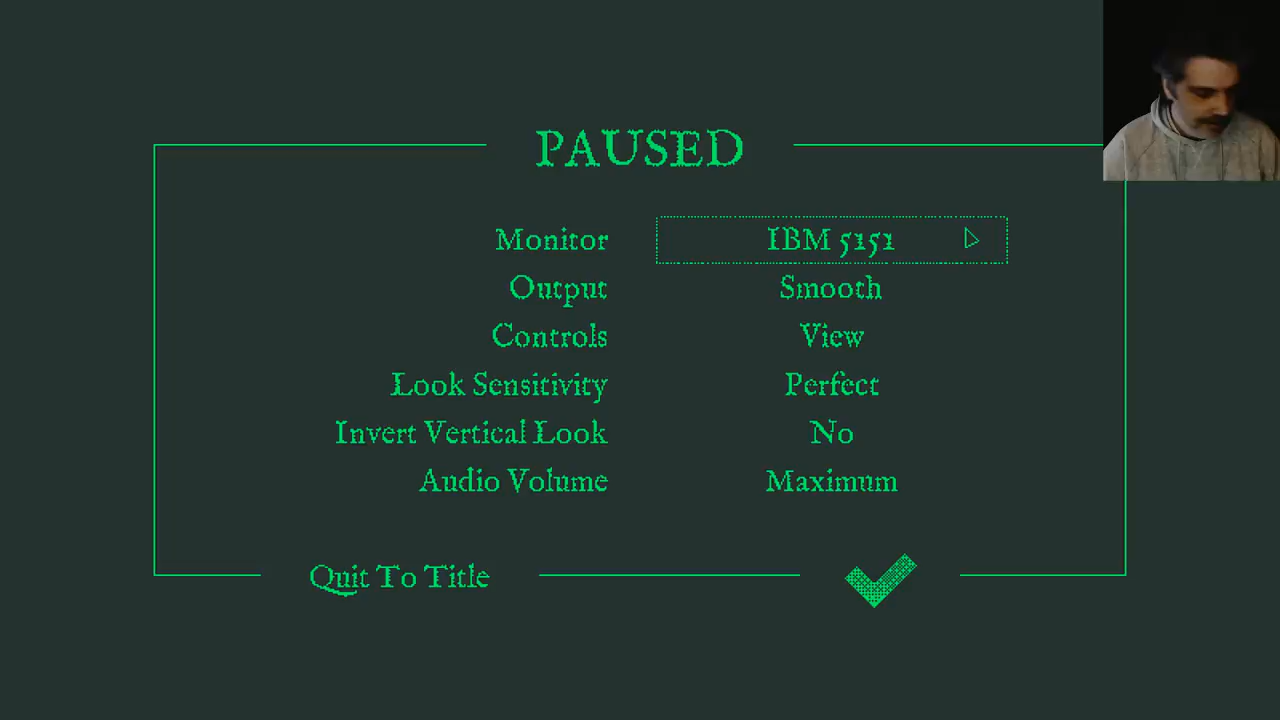 PAUSED
Monitor IBM 5151
Output Smooth
Controls View
Look Sensitivity Perfect
Invert Vertical Look No
Audio Volume Maximum
Quit To Title